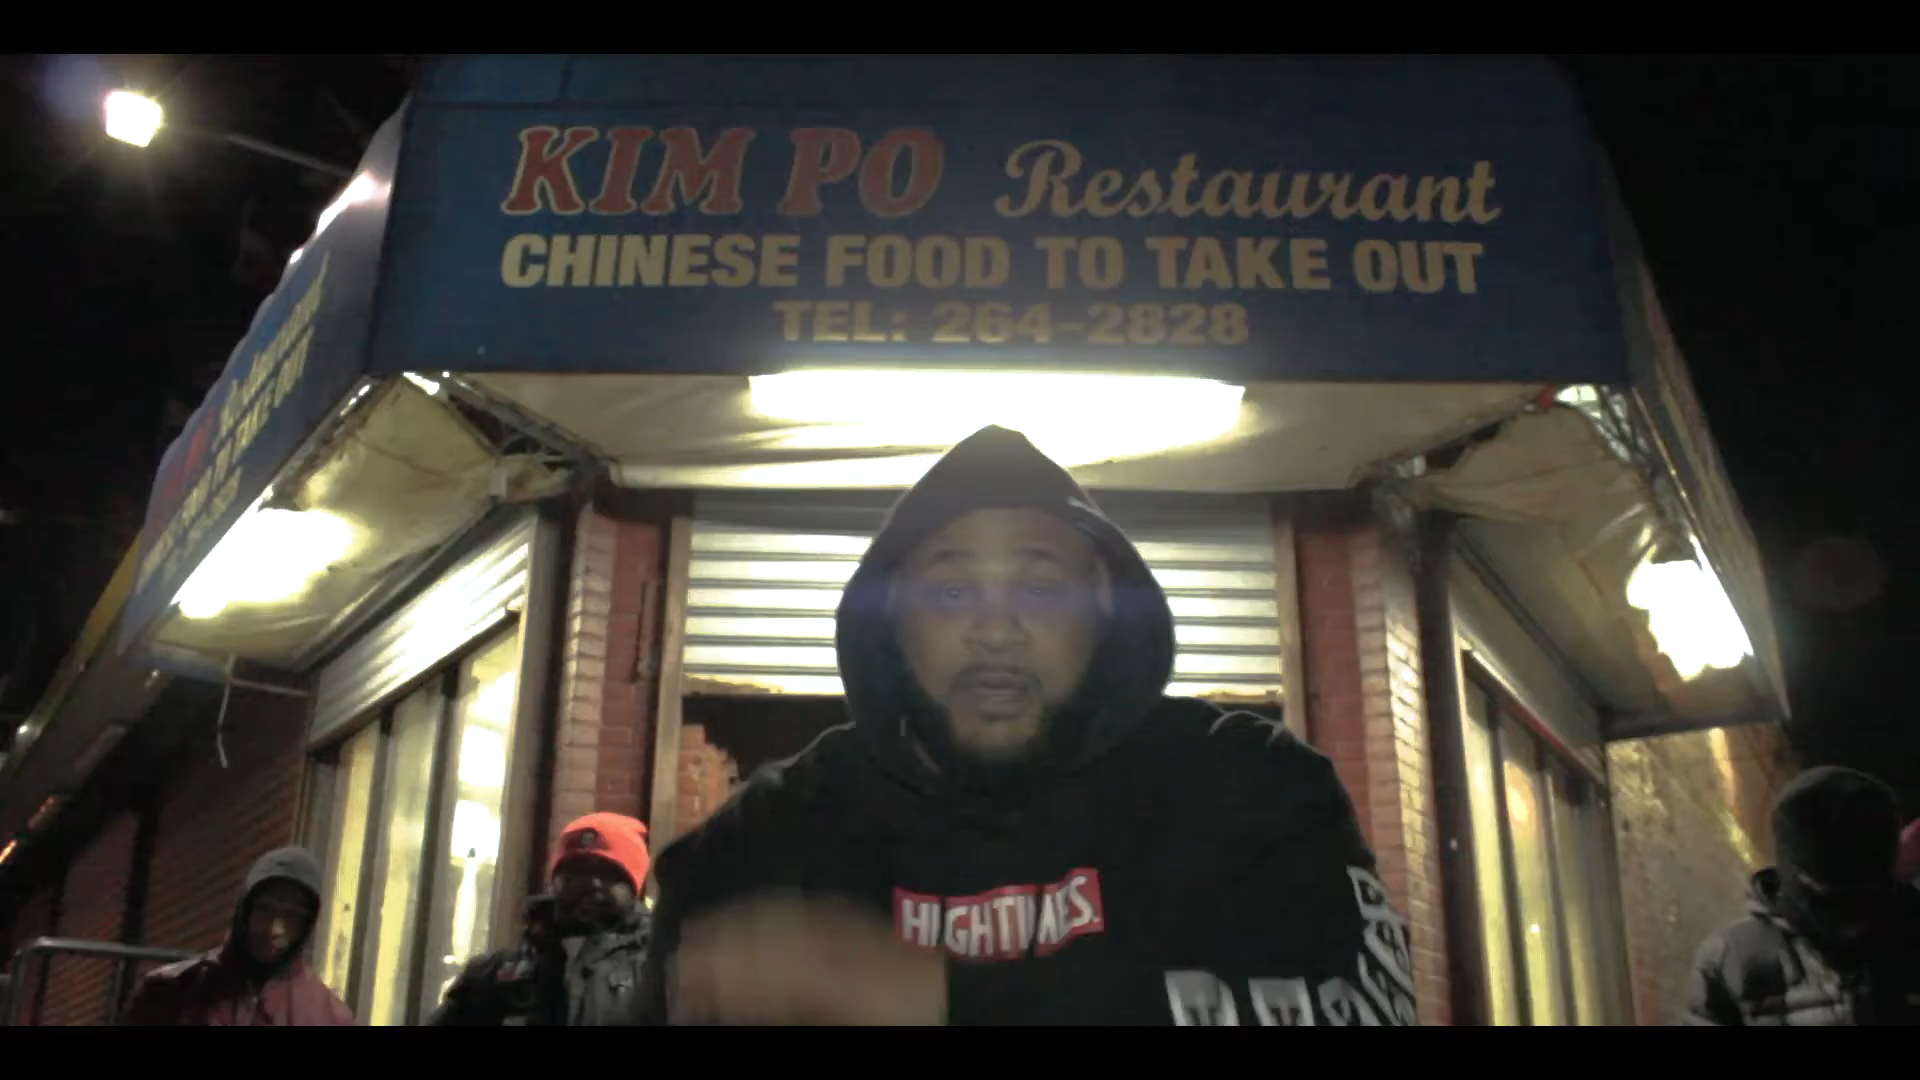 KIM PO Restaurant
CHINESE FOOD TO TAKE OUT
TEL: 264-2828
HIGHTIMES.